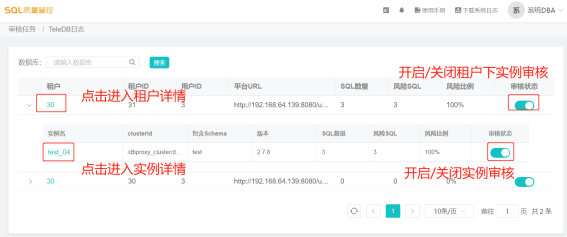 SQL质量管控
使用手册 下载系统日志 系 系统DBA
审核任务 / TeleDB日志
数据库: 请输入数据库 搜索
开启/关闭租户下实例审核
租户 租户ID 用户ID 平台URL SQL数量 风险SQL 风险比例 审核状态
30 31 3 http://192.168.64.139:8080/u... 3 3 100%
点击进入租户详情
实例名 clusterId 包含Schema 版本 SQL数量 风险SQL 风险比例 审核状态
test_04 /dbproxy_cluster/d... test 2.7.6 3 3 100%
点击进入实例详情 开启/关闭实例审核
30 30 3 http://192.168.64.139:8080/u... 0 0 0%
1 10条/页 前往 1 页 共 2 条